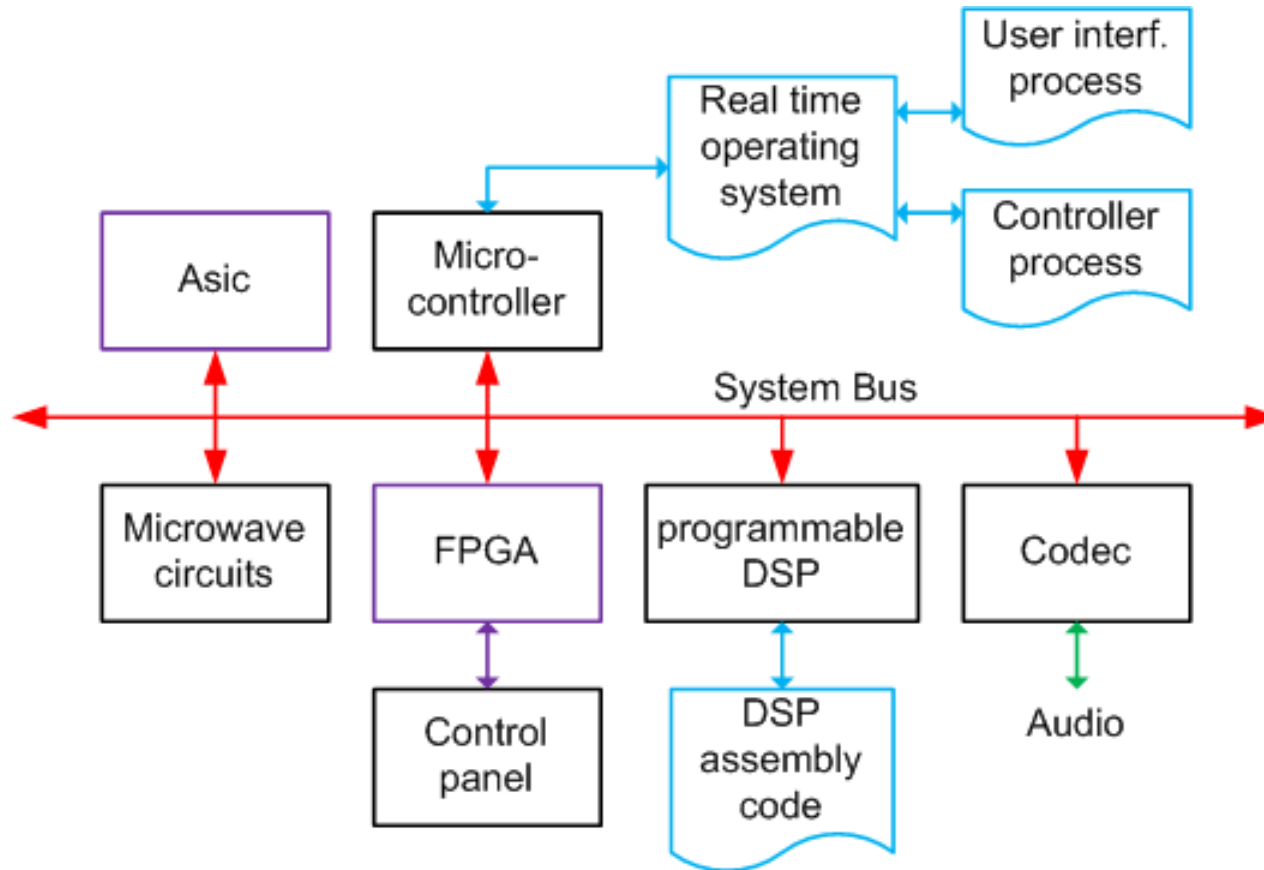 User interf.
process
Real time
operating
system
Controller
process
Asic
Micro-
controller
System Bus
Microwave
circuits
FPGA
programmable
DSP
Codec
Control
panel
DSP
assembly
code
Audio